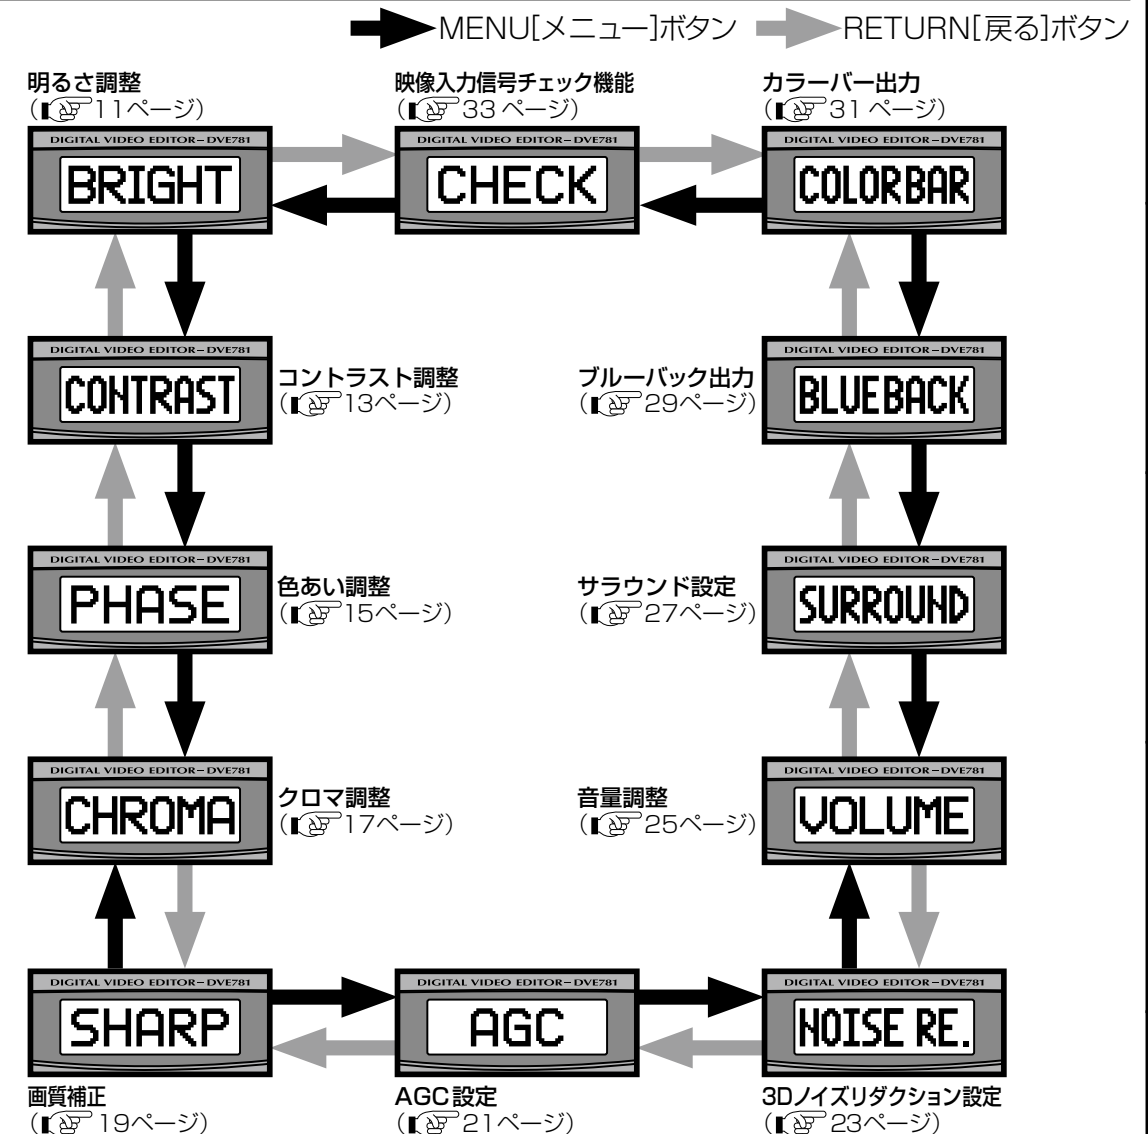 MENU[メニュー]ボタン RETURN[戻る]ボタン
明るさ調整
(11ページ)
映像入力信号チェック機能
(33ページ)
カラーバー出力
(31ページ)
DIGITAL VIDEO EDITOR−DVE781
BRIGHT
DIGITAL VIDEO EDITOR−DVE781
CHECK
DIGITAL VIDEO EDITOR−DVE781
COLORBAR
DIGITAL VIDEO EDITOR−DVE781
CONTRAST
コントラスト調整
(13ページ)
ブルーバック出力
(29ページ)
DIGITAL VIDEO EDITOR−DVE781
BLUEBACK
DIGITAL VIDEO EDITOR−DVE781
PHASE
色あい調整
(15ページ)
サラウンド設定
(27ページ)
DIGITAL VIDEO EDITOR−DVE781
SURROUND
DIGITAL VIDEO EDITOR−DVE781
CHROMA
クロマ調整
(17ページ)
音量調整
(25ページ)
DIGITAL VIDEO EDITOR−DVE781
VOLUME
DIGITAL VIDEO EDITOR−DVE781
SHARP
DIGITAL VIDEO EDITOR−DVE781
AGC
DIGITAL VIDEO EDITOR−DVE781
NOISE RE.
画質補正
(19ページ)
AGC設定
(21ページ)
3Dノイズリダクション設定
(23ページ)